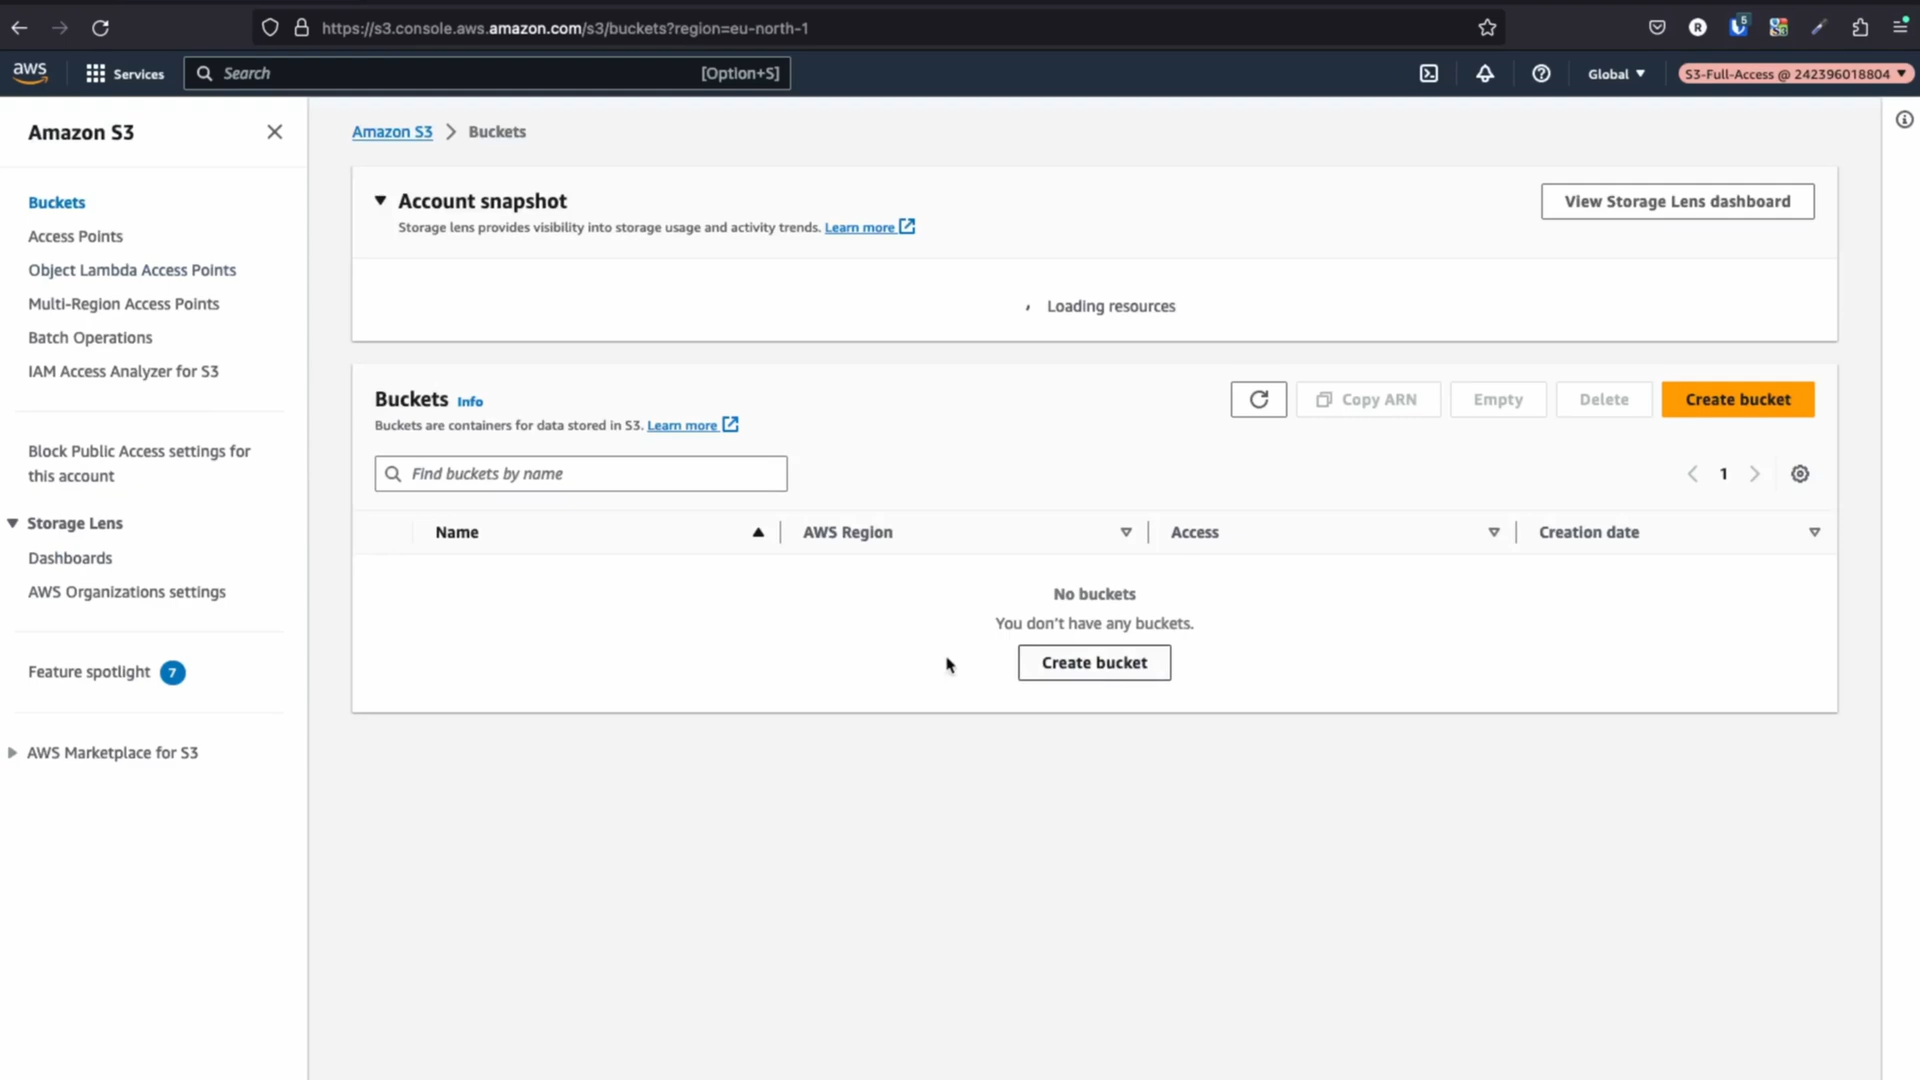 https://s3.console.aws.amazon.com/s3/buckets?region=eu-north-1
R
5
aws
Services
Search
[Option+S]
Global
S3-Full-Access @ 242396018804
Amazon S3
Buckets
Access Points
Object Lambda Access Points
Multi-Region Access Points
Batch Operations
IAM Access Analyzer for S3
Block Public Access settings for
this account
Storage Lens
Dashboards
AWS Organizations settings
Feature spotlight 7
AWS Marketplace for S3
Amazon S3 > Buckets
Account snapshot
View Storage Lens dashboard
Storage lens provides visibility into storage usage and activity trends. Learn more
Loading resources
Buckets Info
Copy ARN
Empty
Delete
Create bucket
Buckets are containers for data stored in S3. Learn more
Find buckets by name
1
Name
AWS Region
Access
Creation date
No buckets
You don't have any buckets.
Create bucket